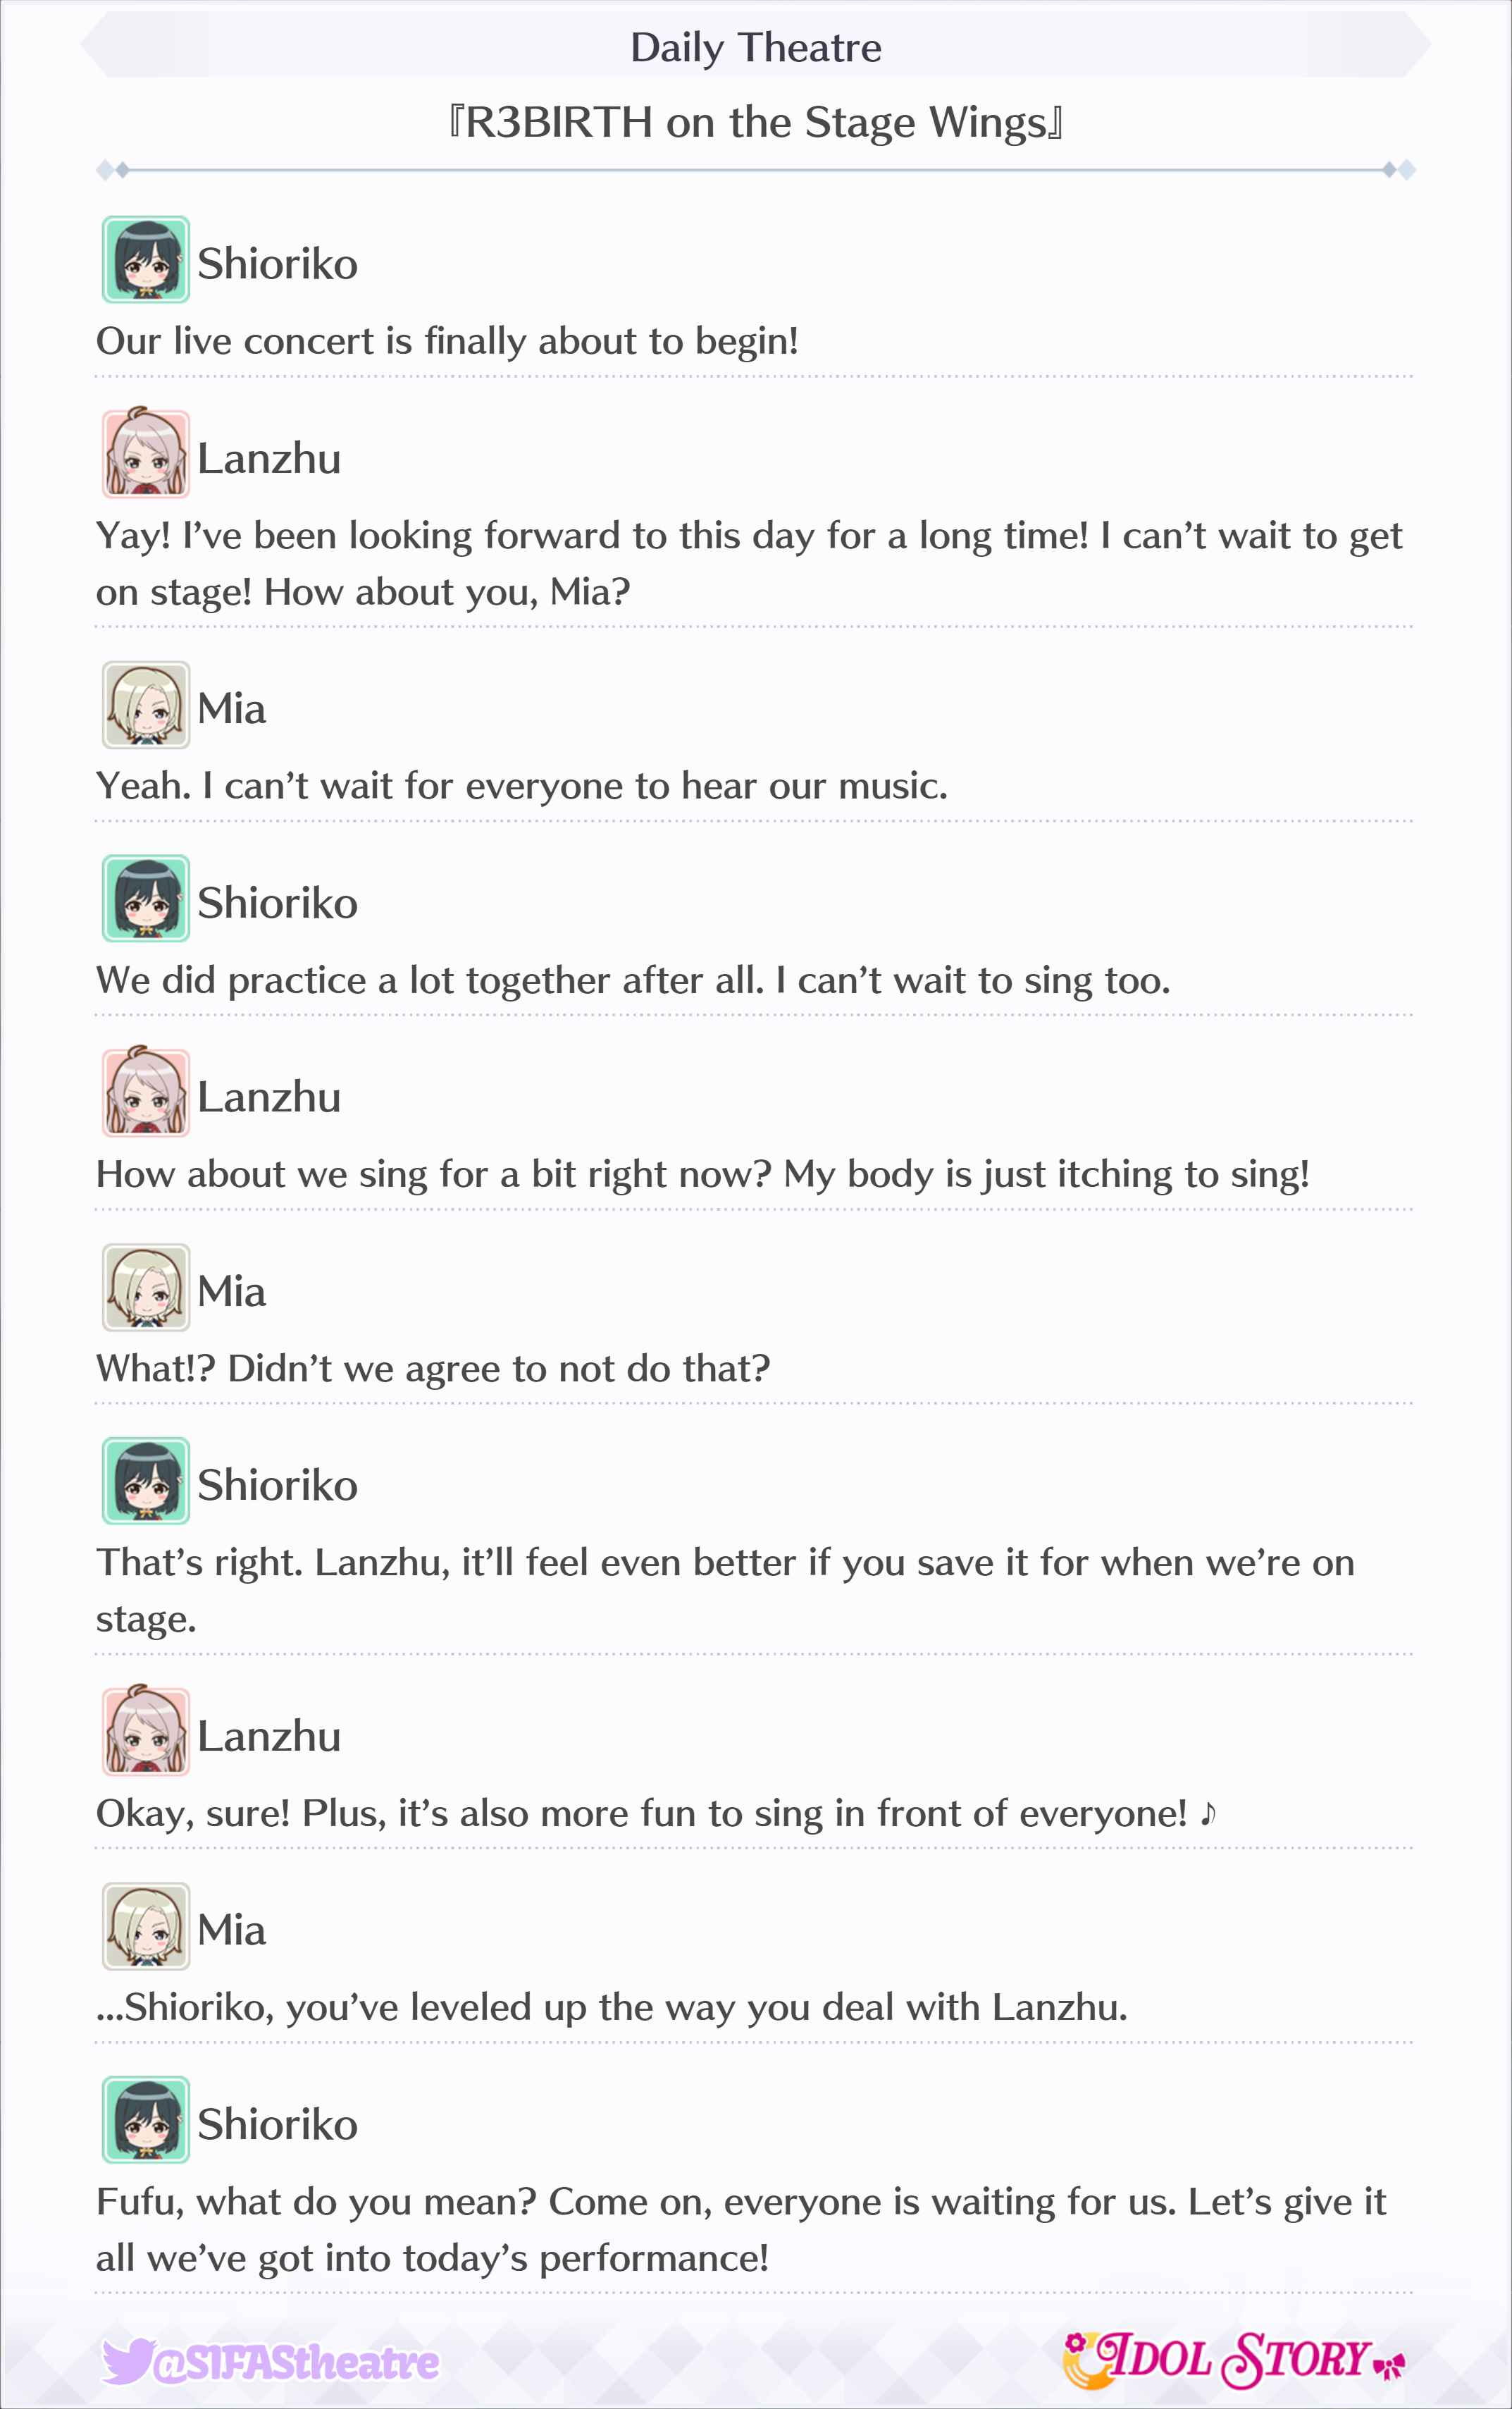 Daily Theatre
『R3BIRTH on the Stage Wings』
Shioriko
Our live concert is finally about to begin!
Lanzhu
Yay! I’ve been looking forward to this day for a long time! I can’t wait to get
on stage! How about you, Mia?
Mia
Yeah. I can’t wait for everyone to hear our music.
Shioriko
We did practice a lot together after all. I can’t wait to sing too.
Lanzhu
How about we sing for a bit right now? My body is just itching to sing!
Mia
What!? Didn’t we agree to not do that?
Shioriko
That’s right. Lanzhu, it’ll feel even better if you save it for when we’re on
stage.
Lanzhu
Okay, sure! Plus, it’s also more fun to sing in front of everyone! ♪
Mia
...Shioriko, you’ve leveled up the way you deal with Lanzhu.
Shioriko
Fufu, what do you mean? Come on, everyone is waiting for us. Let’s give it
all we’ve got into today’s performance!
@SIFAStheatre
IDOL STORY